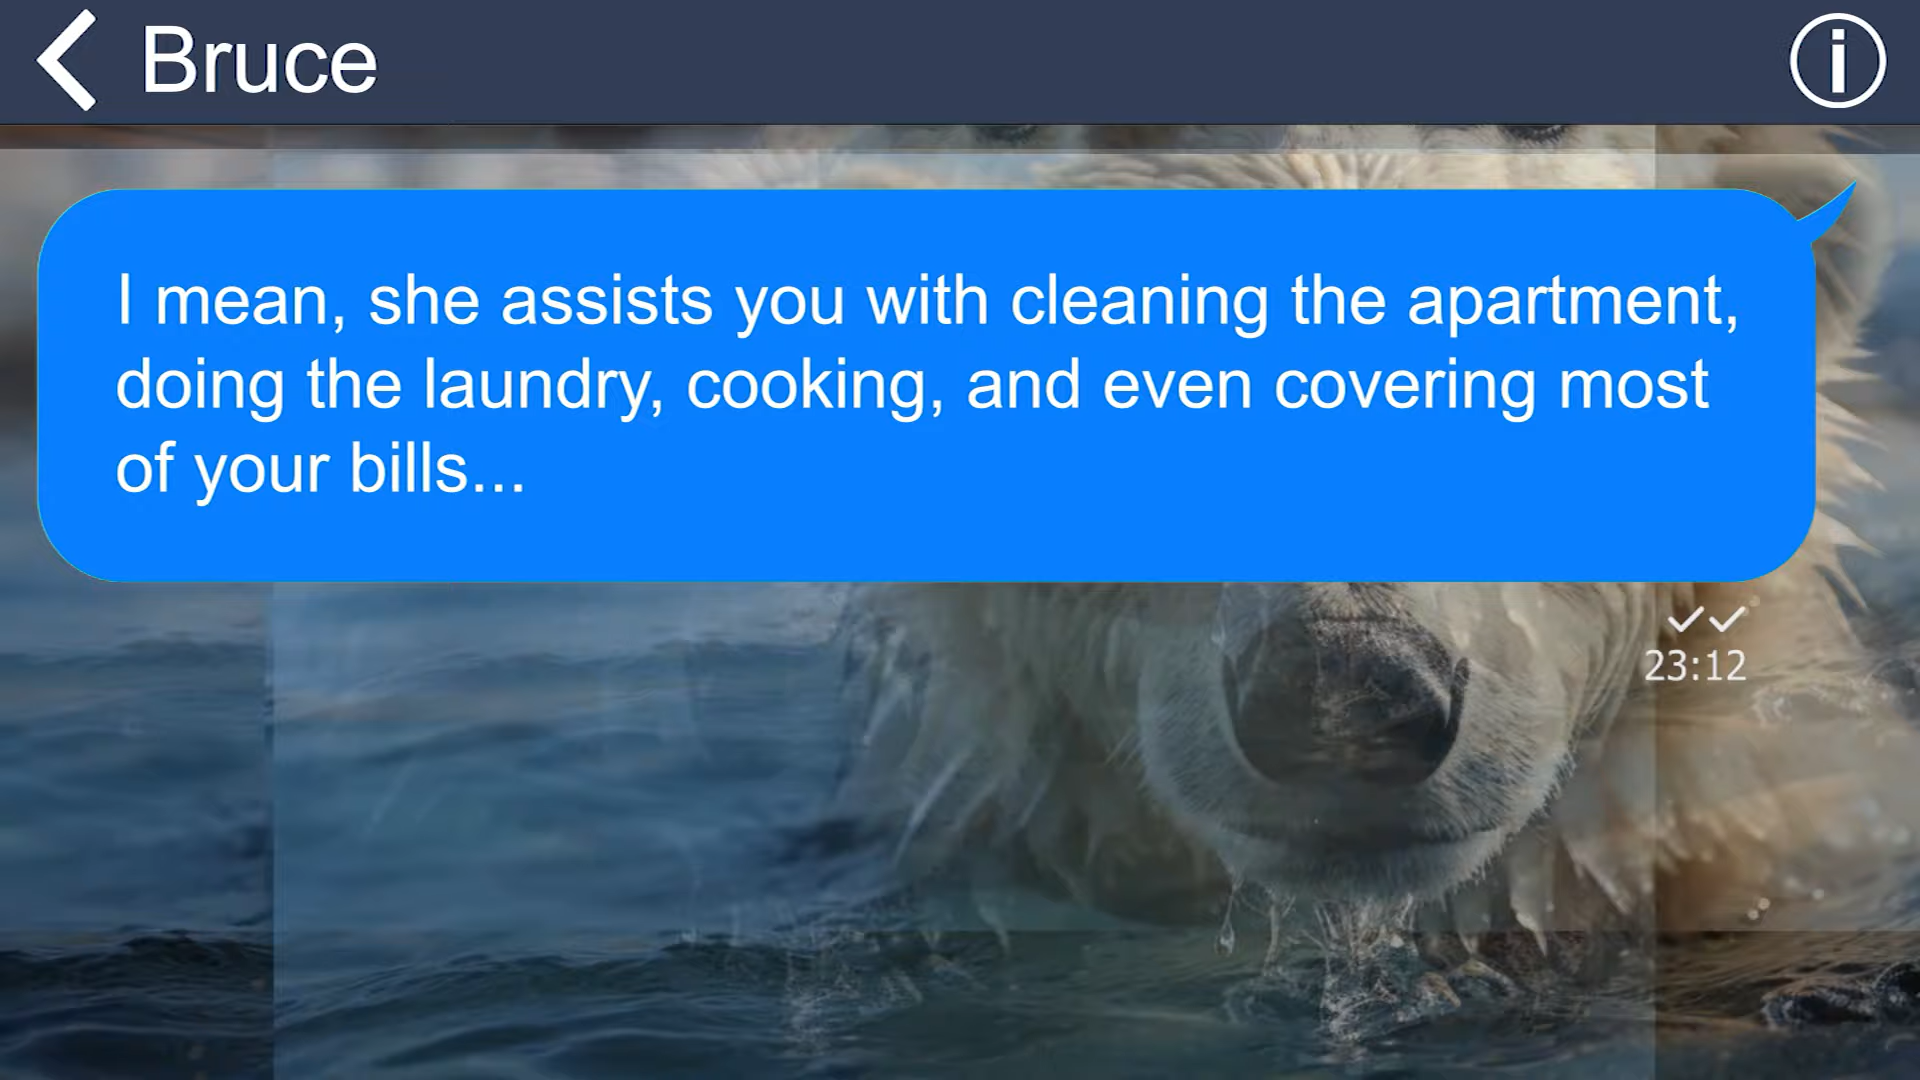 Bruce
I mean, she assists you with cleaning the apartment,
doing the laundry, cooking, and even covering most
of your bills...
23:12